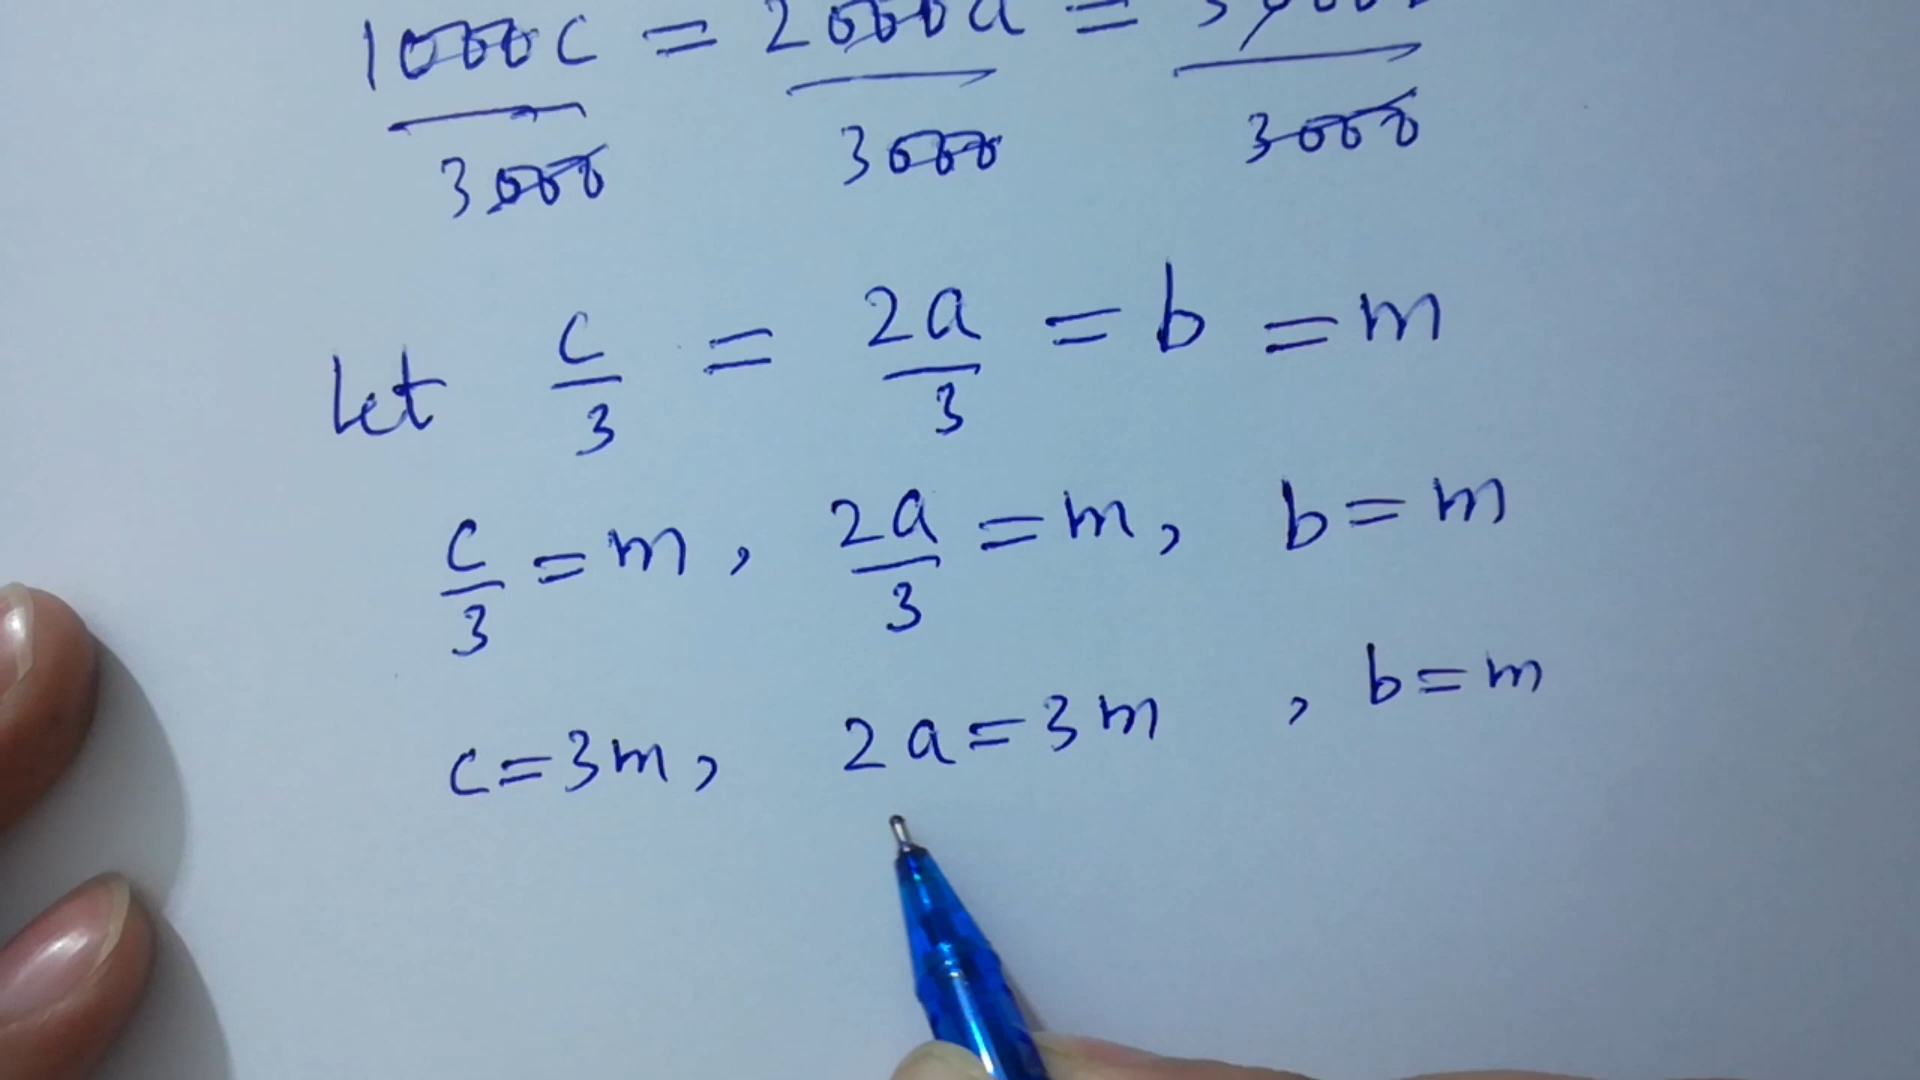 1000c = 2000a =
3000 3000 3000
Let c/3 = 2a/3 = b = m
c/3 = m, 2a/3 = m, b = m
c = 3m, 2a = 3m, b = m